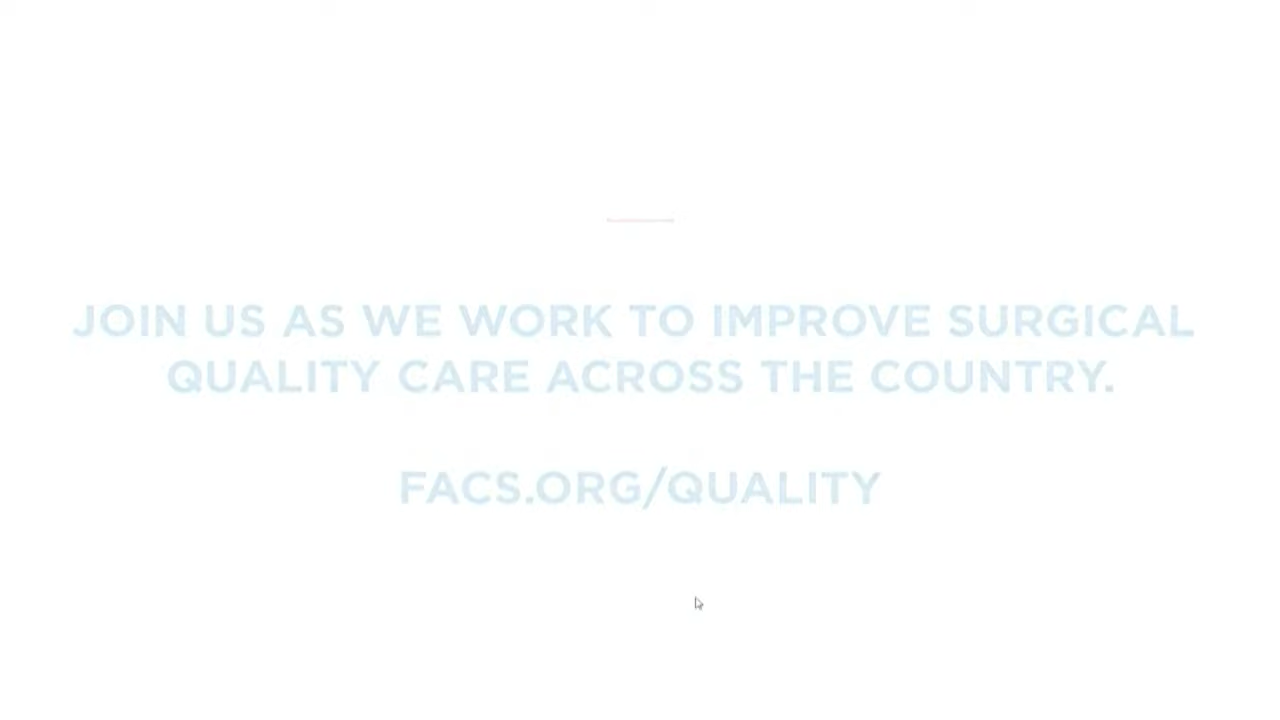 JOIN US AS WE WORK TO IMPROVE SURGICAL
QUALITY CARE ACROSS THE COUNTRY.
FACS.ORG/QUALITY